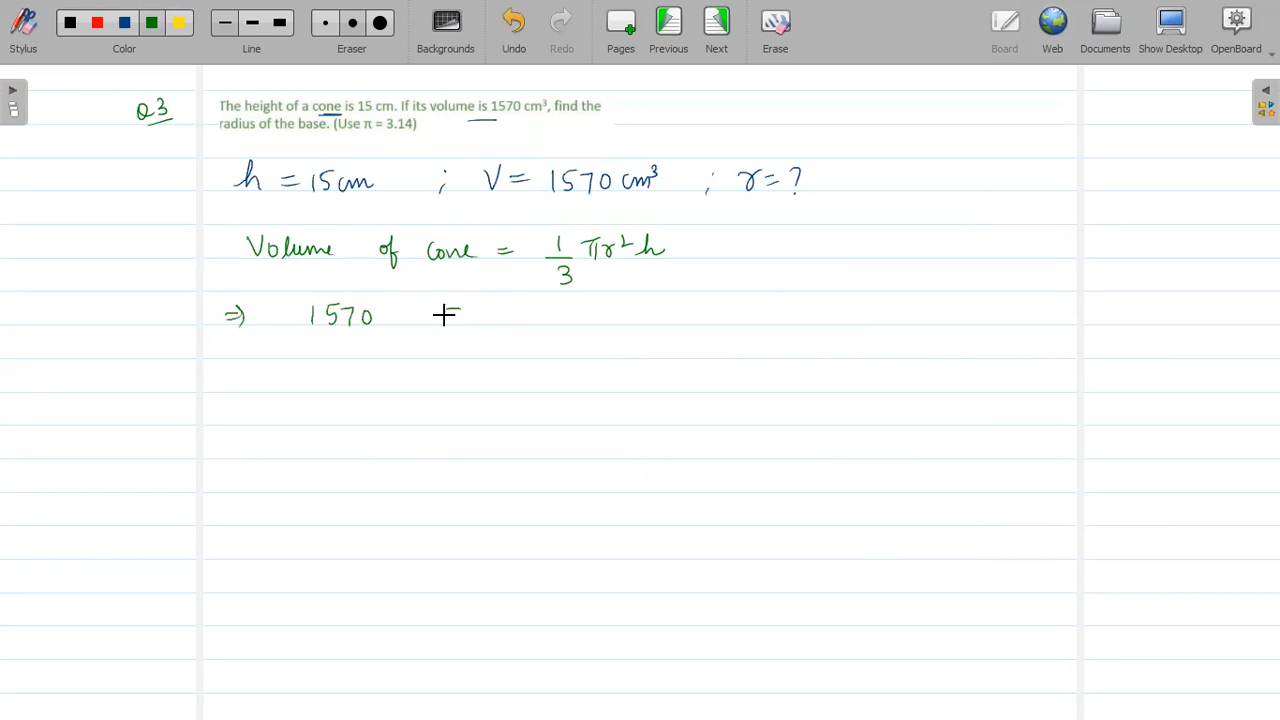 Stylus Color Line Eraser Backgrounds Undo Redo Pages Previous Next Erase Board Web Documents Show Desktop OpenBoard
Q3 The height of a cone is 15 cm. If its volume is 1570 cm³, find the
radius of the base. (Use π = 3.14)
h = 15cm ; V = 1570 cm³ ; r = ?
Volume of cone = 1/3 πr²h
⇒ 1570 =